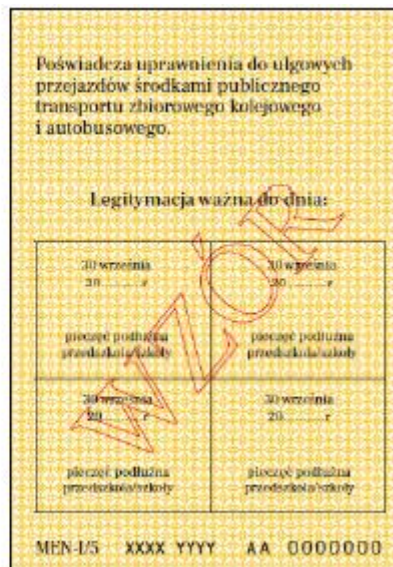 Poświadcza uprawnienia do ulgowych
przejazdów środkami publicznego
transportu zbiorowego kolejowego
i autobusowego.
Legitymacja ważna do dnia:
30 września 30 września
20..........r 20..........r
pieczęć podłużna pieczęć podłużna
przedszkola/szkoły przedszkola/szkoły
30 września 30 września
20..........r 20..........r
pieczęć podłużna pieczęć podłużna
przedszkola/szkoły przedszkola/szkoły
WZÓR
MEN-I/5 XXXX YYYY AA 0000000